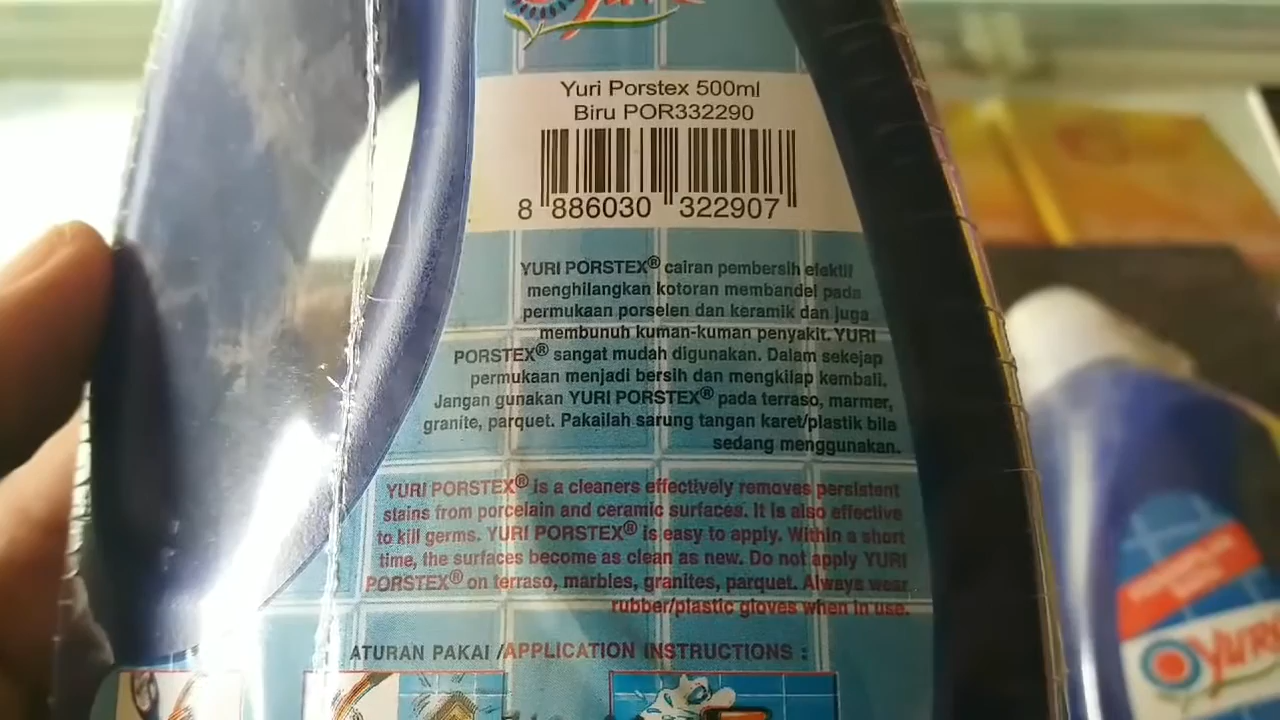 Yuri Porstex 500ml
Biru POR332290
8 886030 322907
YURI PORSTEX® cairan pembersih efektif
menghilangkan kotoran membandel pada
permukaan porselen dan keramik dan juga
membunuh kuman-kuman penyakit. YURI
PORSTEX® sangat mudah digunakan. Dalam sekejap
permukaan menjadi bersih dan mengkilap kembali.
Jangan gunakan YURI PORSTEX® pada teraso, marmer,
granite, parquet. Pakailah sarung tangan karet/plastik bila
sedang menggunakan.
YURI PORSTEX® is a cleaners effectively removes persistent
stains from porcelain and ceramic surfaces. It is also effective
to kill germs. YURI PORSTEX® is easy to apply. Within a short
time, the surfaces become as clean as new. Do not apply YURI
PORSTEX® on terraso, marbles, granites, parquet. Always wear
rubber/plastic gloves when in use.
ATURAN PAKAI /APPLICATION INSTRUCTIONS :
YURI